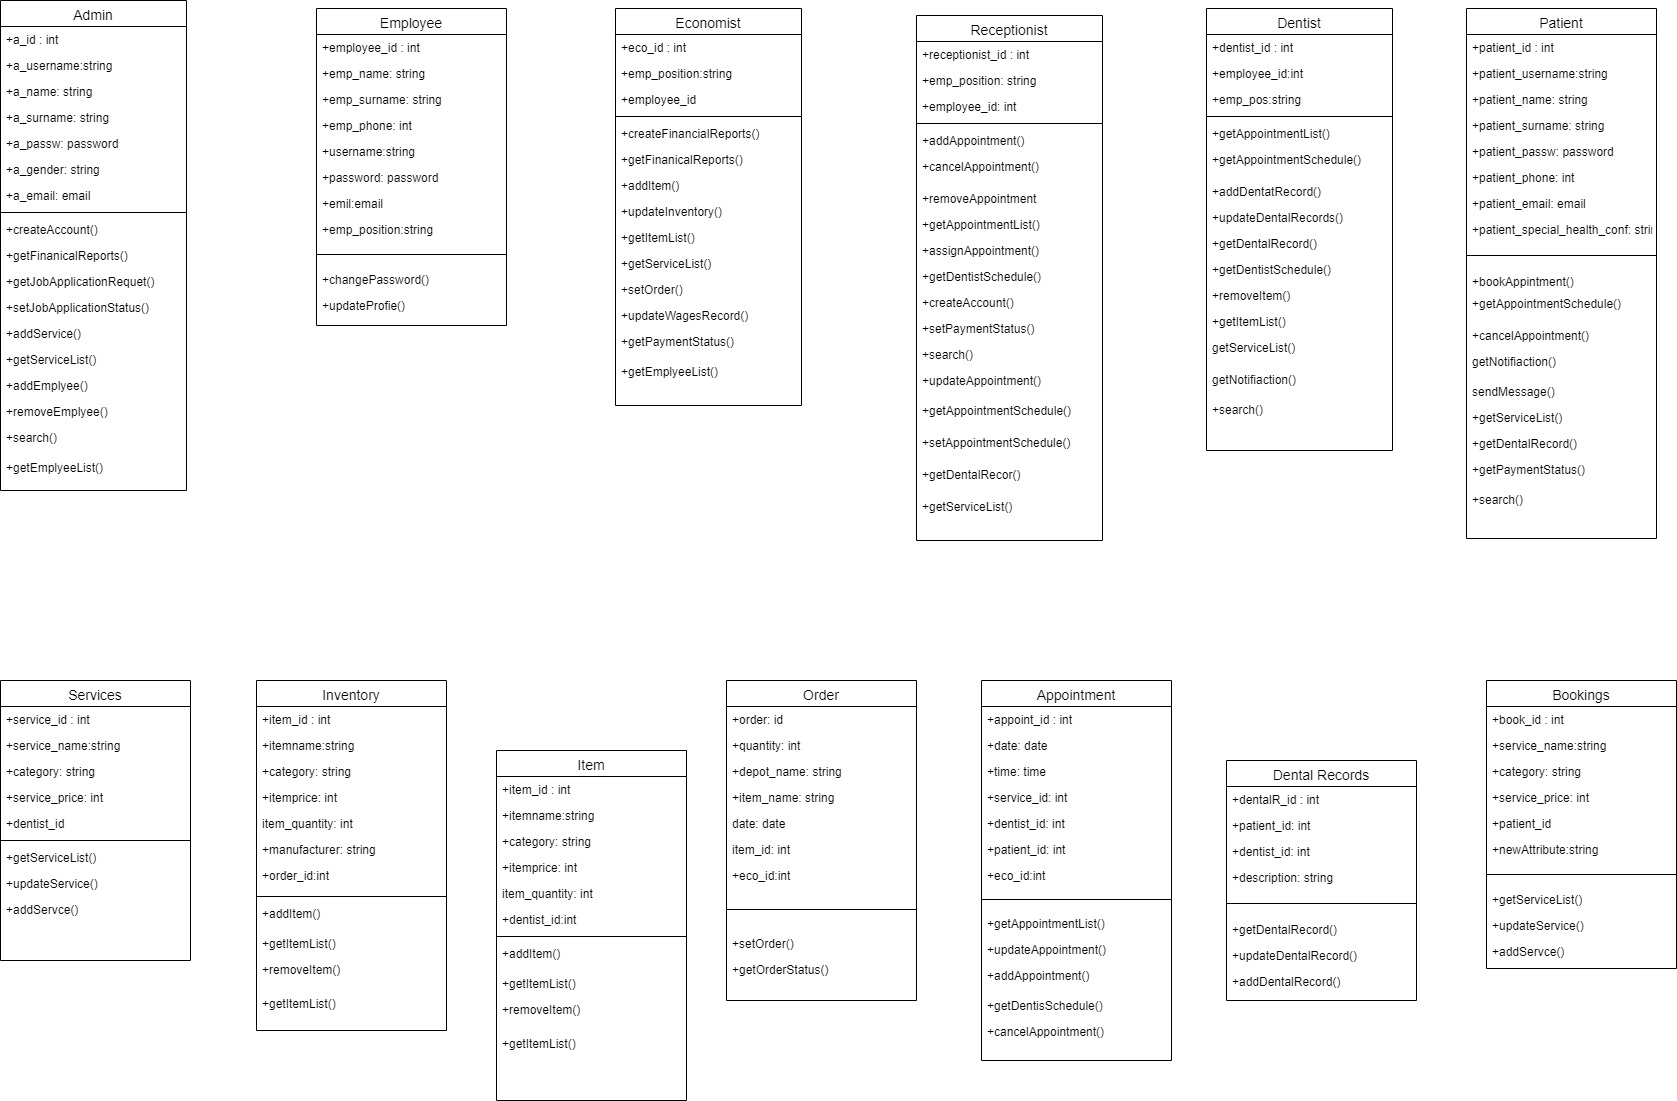 Admin
+a_id : int
+a_username:string
+a_name: string
+a_surname: string
+a_passw: password
+a_gender: string
+a_email: email
+createAccount()
+getFinanicalReports()
+getJobApplicationRequet()
+setJobApplicationStatus()
+addService()
+getServiceList()
+addEmplyee()
+removeEmplyee()
+search()
+getEmplyeeList()
Employee
+employee_id : int
+emp_name: string
+emp_surname: string
+emp_phone: int
+username:string
+password: password
+emil:email
+emp_position:string
+changePassword()
+updateProfie()
Economist
+eco_id : int
+emp_position:string
+employee_id
+createFinancialReports()
+getFinanicalReports()
+addItem()
+updateInventory()
+getItemList()
+getServiceList()
+setOrder()
+updateWagesRecord()
+getPaymentStatus()
+getEmplyeeList()
Receptionist
+receptionist_id : int
+emp_position: string
+employee_id: int
+addAppointment()
+cancelAppointment()
+removeAppointment
+getAppointmentList()
+assignAppointment()
+getDentistSchedule()
+createAccount()
+setPaymentStatus()
+search()
+updateAppointment()
+getAppointmentSchedule()
+setAppointmentSchedule()
+getDentalRecor()
+getServiceList()
Dentist
+dentist_id : int
+employee_id:int
+emp_pos:string
+getAppointmentList()
+getAppointmentSchedule()
+addDentatRecord()
+updateDentalRecords()
+getDentalRecord()
+getDentistSchedule()
+removeItem()
+getItemList()
getServiceList()
getNotifiaction()
+search()
Patient
+patient_id : int
+patient_username:string
+patient_name: string
+patient_surname: string
+patient_passw: password
+patient_phone: int
+patient_email: email
+patient_special_health_conf: stri
+bookAppintment()
+getAppointmentSchedule()
+cancelAppointment()
getNotifiaction()
sendMessage()
+getServiceList()
+getDentalRecord()
+getPaymentStatus()
+search()
Services
+service_id : int
+service_name:string
+category: string
+service_price: int
+dentist_id
+getServiceList()
+updateService()
+addServce()
Inventory
+item_id : int
+itemname:string
+category: string
+itemprice: int
item_quantity: int
+manufacturer: string
+order_id:int
+addItem()
+getItemList()
+removeItem()
+getItemList()
Item
+item_id : int
+itemname:string
+category: string
+itemprice: int
item_quantity: int
+dentist_id:int
+addItem()
+getItemList()
+removeItem()
+getItemList()
Order
+order: id
+quantity: int
+depot_name: string
+item_name: string
date: date
item_id: int
+eco_id:int
+setOrder()
+getOrderStatus()
Appointment
+appoint_id : int
+date: date
+time: time
+service_id: int
+dentist_id: int
+patient_id: int
+eco_id:int
+getAppointmentList()
+updateAppointment()
+addAppointment()
+getDentisSchedule()
+cancelAppointment()
Dental Records
+dentalR_id : int
+patient_id: int
+dentist_id: int
+description: string
+getDentalRecord()
+updateDentalRecord()
+addDentalRecord()
Bookings
+book_id : int
+service_name:string
+category: string
+service_price: int
+patient_id
+newAttribute:string
+getServiceList()
+updateService()
+addServce()